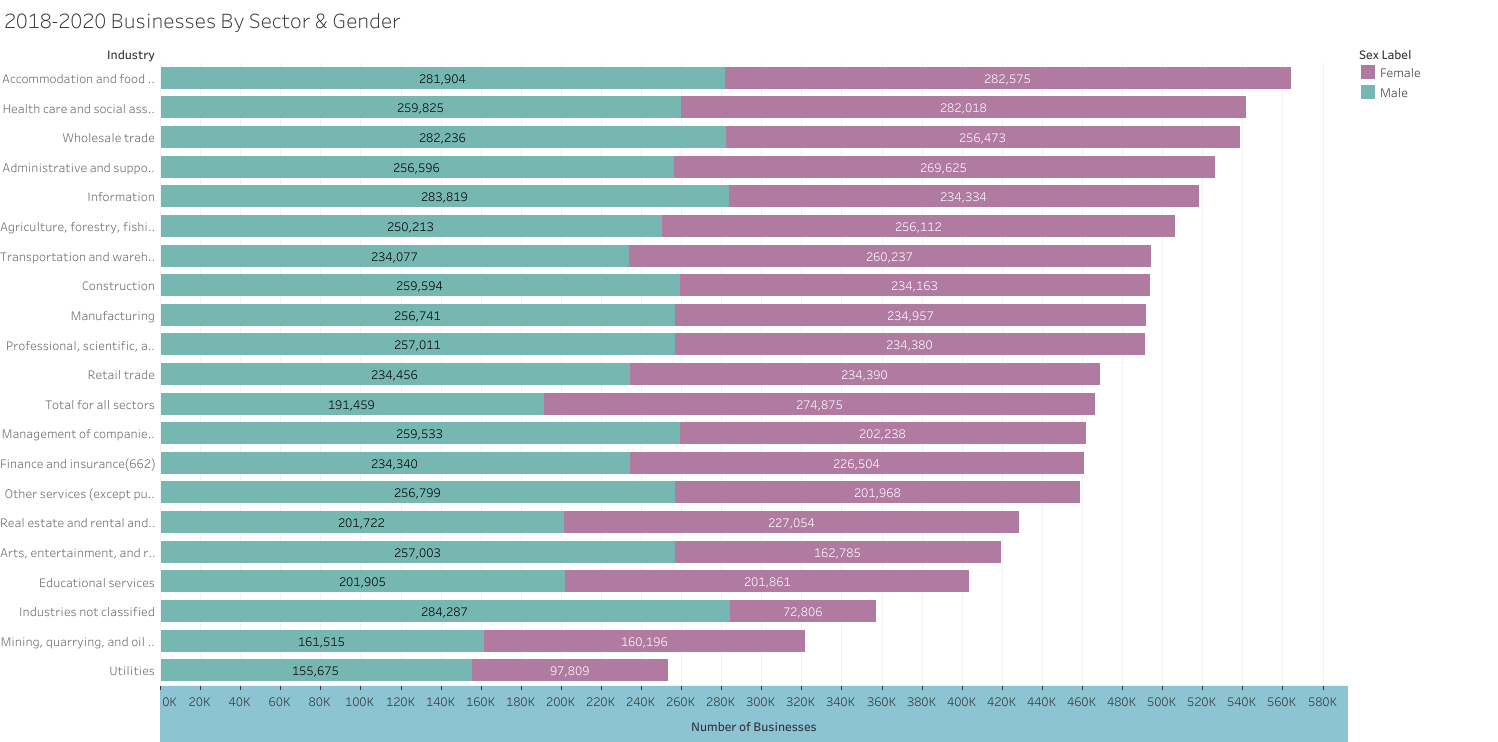 2018-2020 Businesses By Sector & Gender
Industry
Sex Label
Female
Male
Accommodation and food .. 281,904 282,575
Health care and social ass.. 259,825 282,018
Wholesale trade 282,236 256,473
Administrative and suppo.. 256,596 269,625
Information 283,819 234,334
Agriculture, forestry, fishi.. 250,213 256,112
Transportation and wareh.. 234,077 260,237
Construction 259,594 234,163
Manufacturing 256,741 234,957
Professional, scientific, a.. 257,011 234,380
Retail trade 234,456 234,390
Total for all sectors 191,459 274,875
Management of companie.. 259,533 202,238
Finance and insurance(662) 234,340 226,504
Other services (except pu.. 256,799 201,968
Real estate and rental and.. 201,722 227,054
Arts, entertainment, and r.. 257,003 162,785
Educational services 201,905 201,861
Industries not classified 284,287 72,806
Mining, quarrying, and oil .. 161,515 160,196
Utilities 155,675 97,809
0K 20K 40K 60K 80K 100K 120K 140K 160K 180K 200K 220K 240K 260K 280K 300K 320K 340K 360K 380K 400K 420K 440K 460K 480K 500K 520K 540K 560K 580K
Number of Businesses